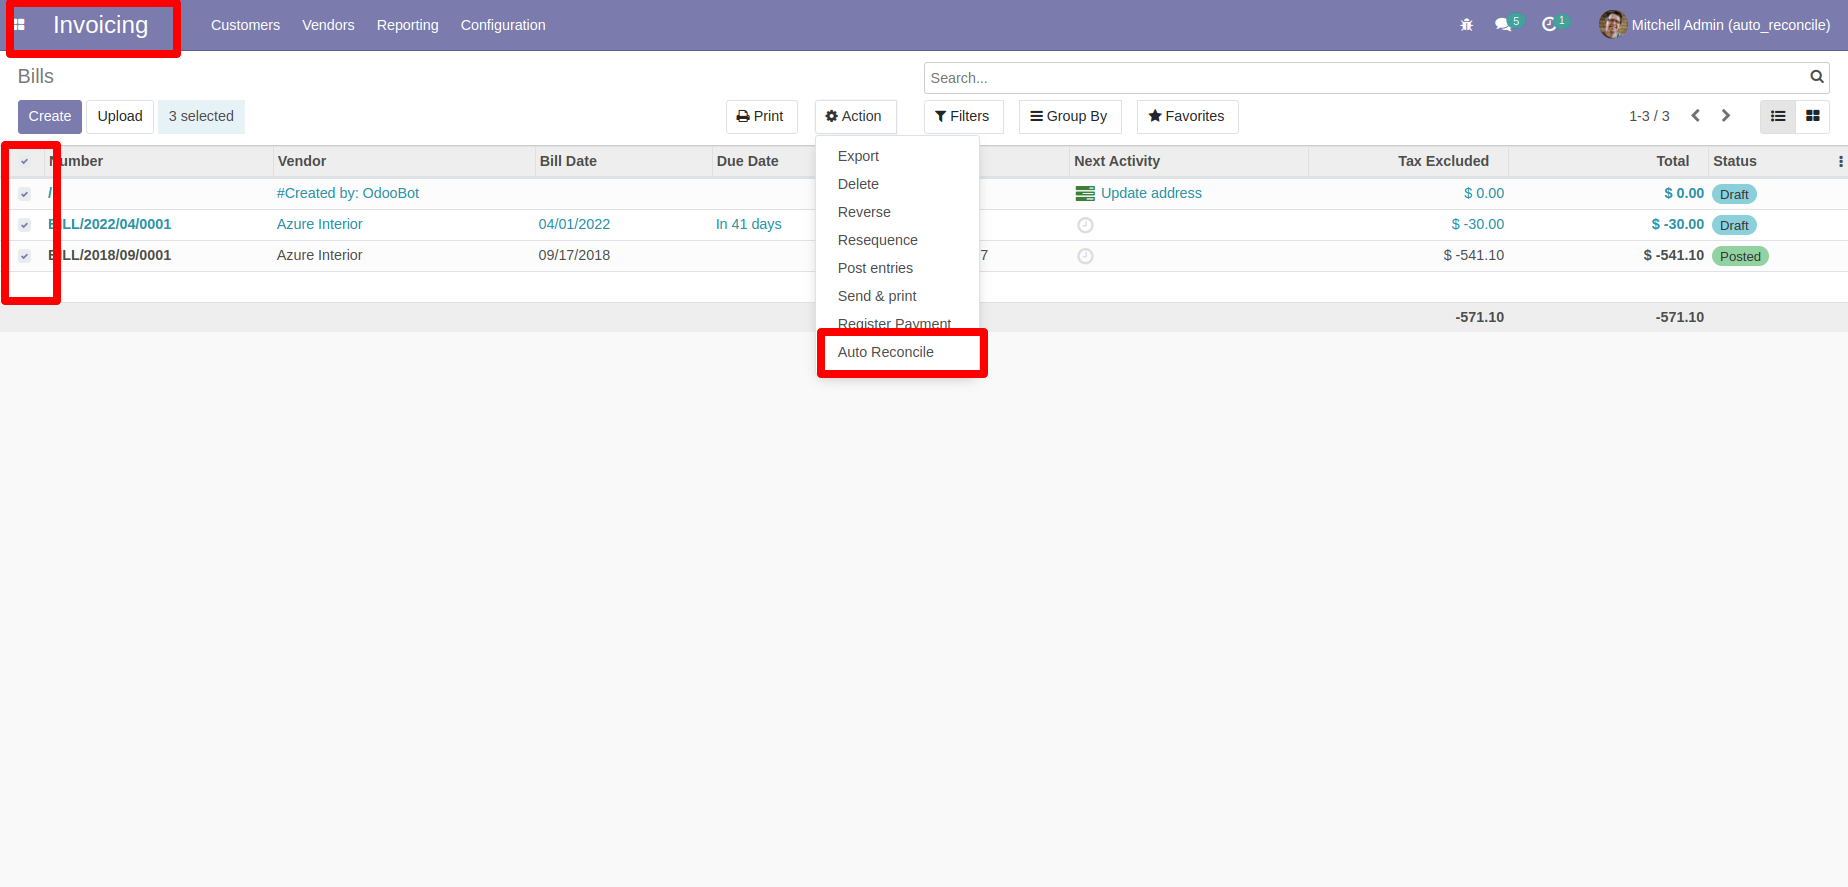 Invoicing Customers Vendors Reporting Configuration 5 1 Mitchell Admin (auto_reconcile)
Bills Search...
Create Upload 3 selected Print Action Filters Group By Favorites 1-3 / 3
Number Vendor Bill Date Due Date Next Activity Tax Excluded Total Status
/ #Created by: OdooBot Update address $ 0.00 $ 0.00 Draft
BILL/2022/04/0001 Azure Interior 04/01/2022 In 41 days $ -30.00 $ -30.00 Draft
BILL/2018/09/0001 Azure Interior 09/17/2018 7 $ -541.10 $ -541.10 Posted
-571.10 -571.10
Export
Delete
Reverse
Resequence
Post entries
Send & print
Register Payment
Auto Reconcile